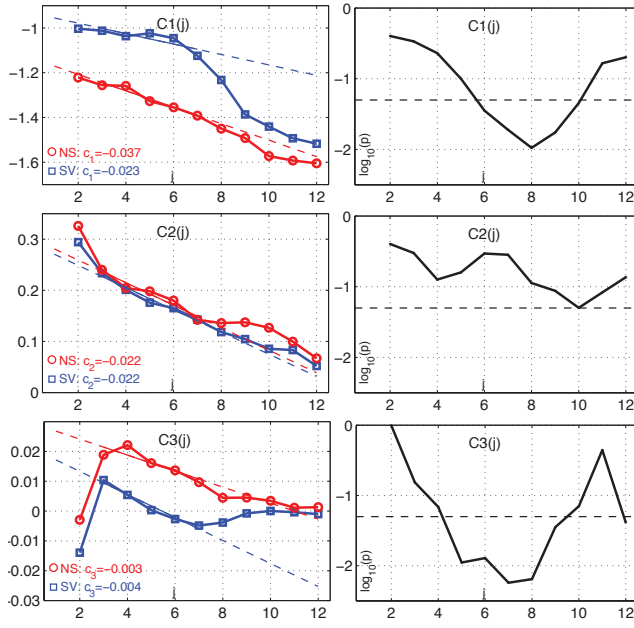 C1(j)
−1
−1.2
−1.4
−1.6
NS: c1=−0.037
SV: c1=−0.023
2 4 6 8 10 12
C1(j)
0
−1
−2
log10(p)
2 4 6 8 10 12
C2(j)
0.3
0.2
0.1
0
NS: c2=−0.022
SV: c2=−0.022
2 4 6 8 10 12
C2(j)
0
−1
−2
log10(p)
2 4 6 8 10 12
C3(j)
0.02
0.01
0
-0.01
-0.02
-0.03
NS: c3=−0.003
SV: c3=−0.004
2 4 6 8 10 12
C3(j)
0
−1
−2
log10(p)
2 4 6 8 10 12